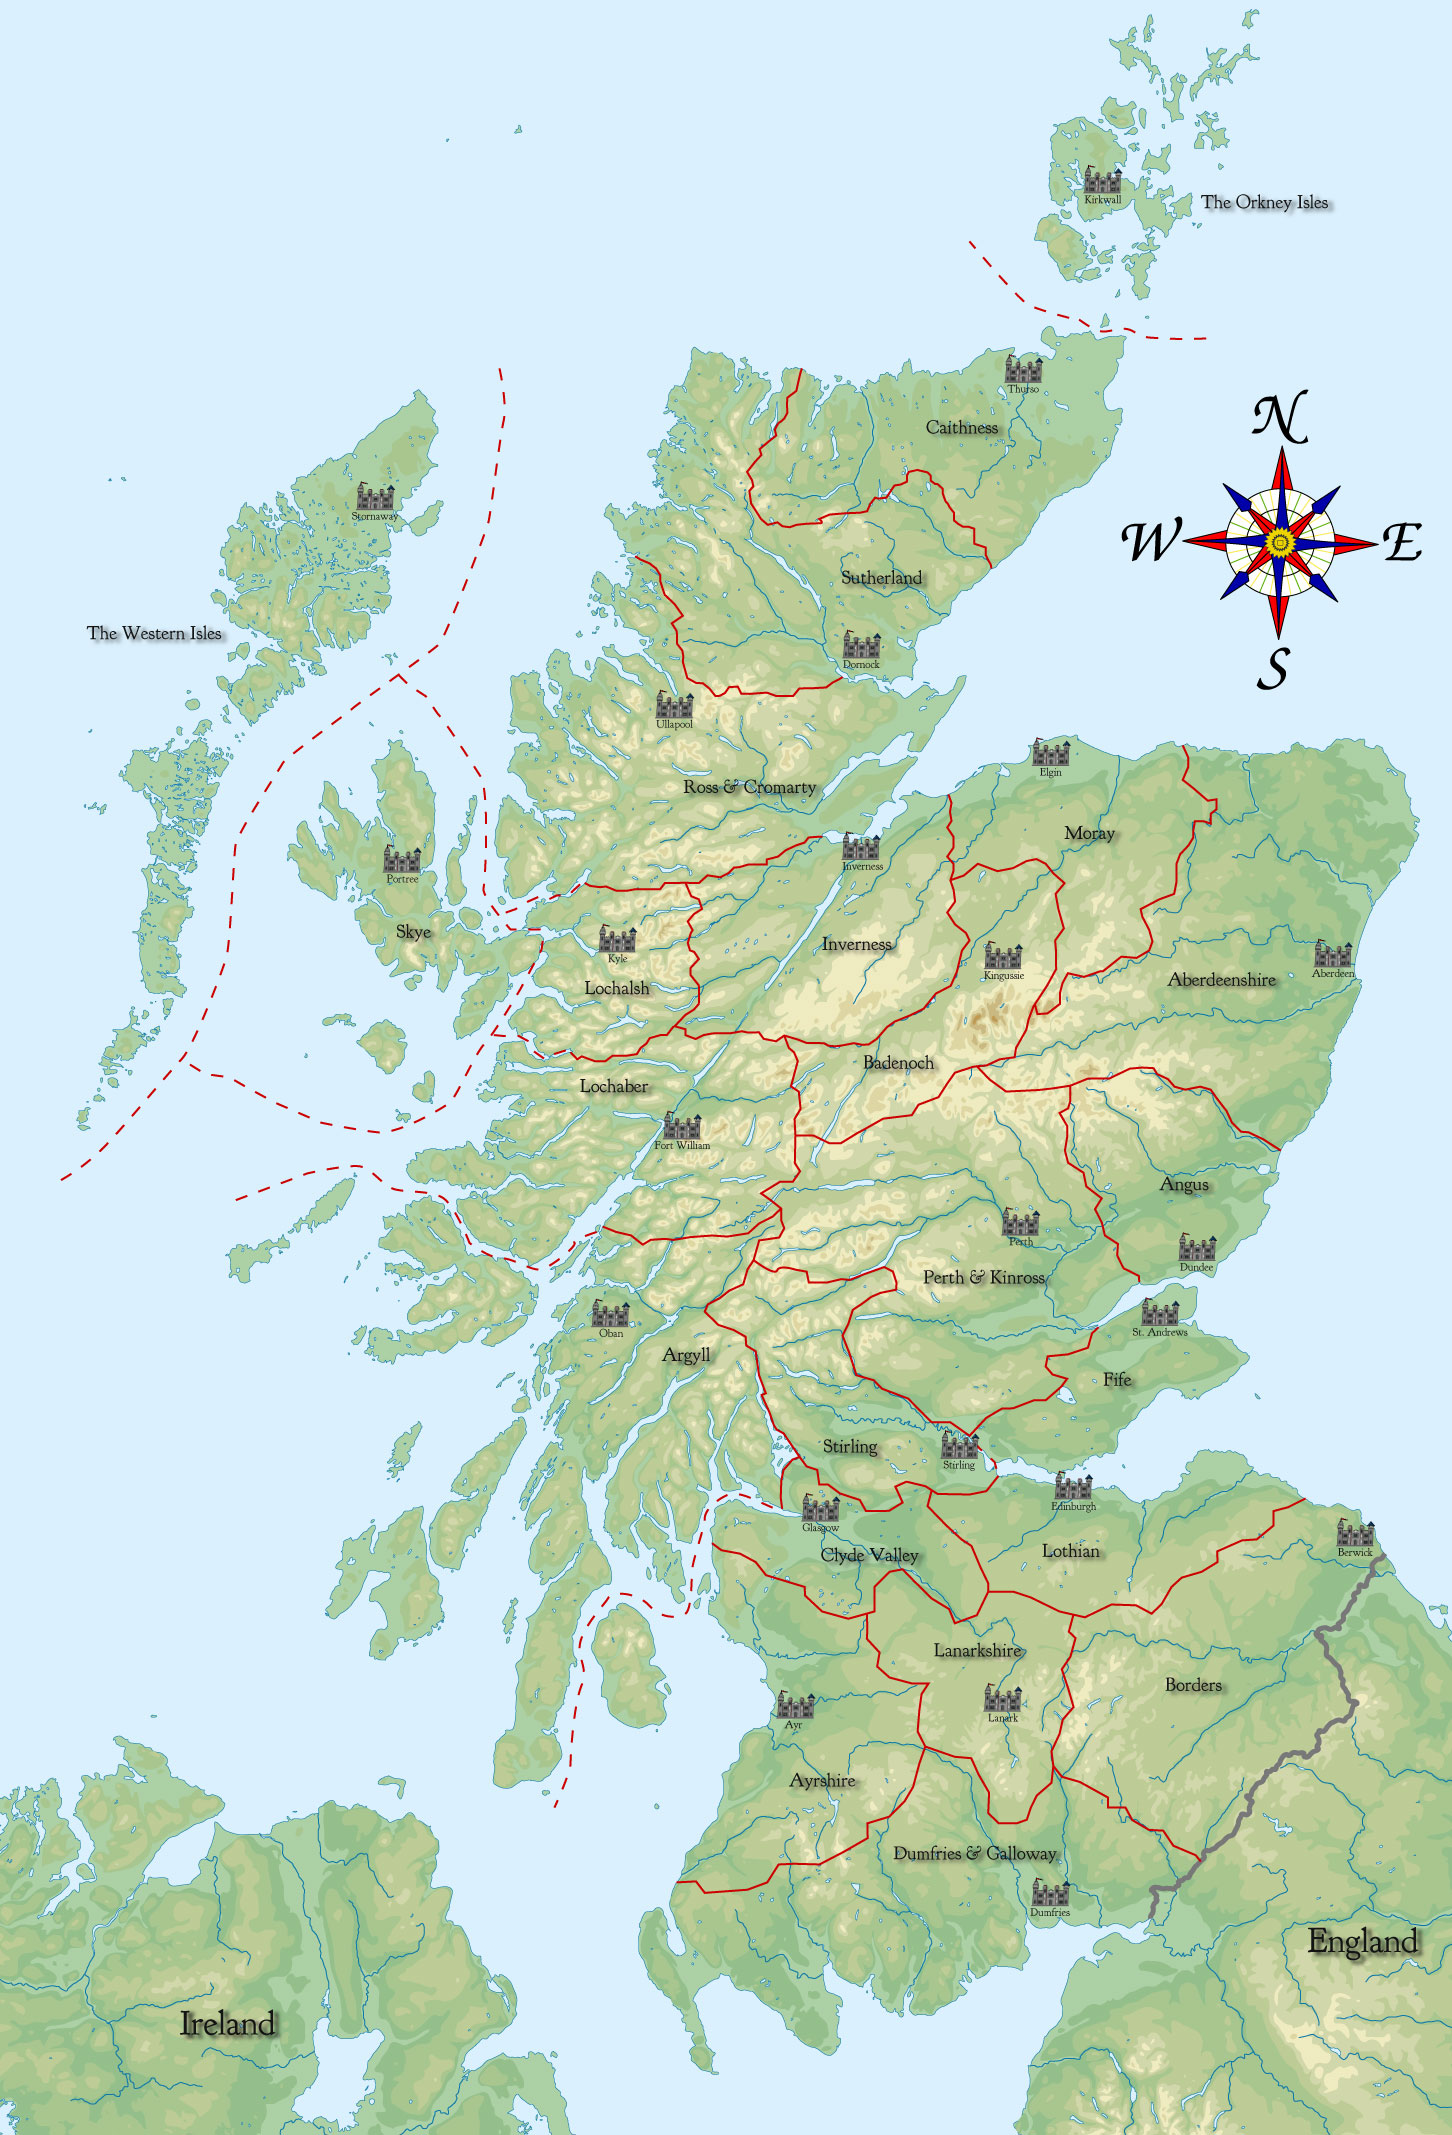 Kirkwall
The Orkney Isles
Thurso
N
Caithness
Stornaway
W
E
Sutherland
The Western Isles
Dornock
S
Ullapool
Elgin
Ross & Cromarty
Moray
Inverness
Portree
Skye
Kyle
Inverness
Kingussie
Aberdeen
Lochalsh
Aberdeenshire
Badenoch
Lochaber
Fort William
Angus
Perth
Dundee
Perth & Kinross
Oban
St. Andrews
Argyll
Fife
Stirling
Stirling
Edinburgh
Glasgow
Lothian
Berwick
Clyde Valley
Lanarkshire
Borders
Lanark
Ayr
Ayrshire
Dumfries & Galloway
Dumfries
England
Ireland